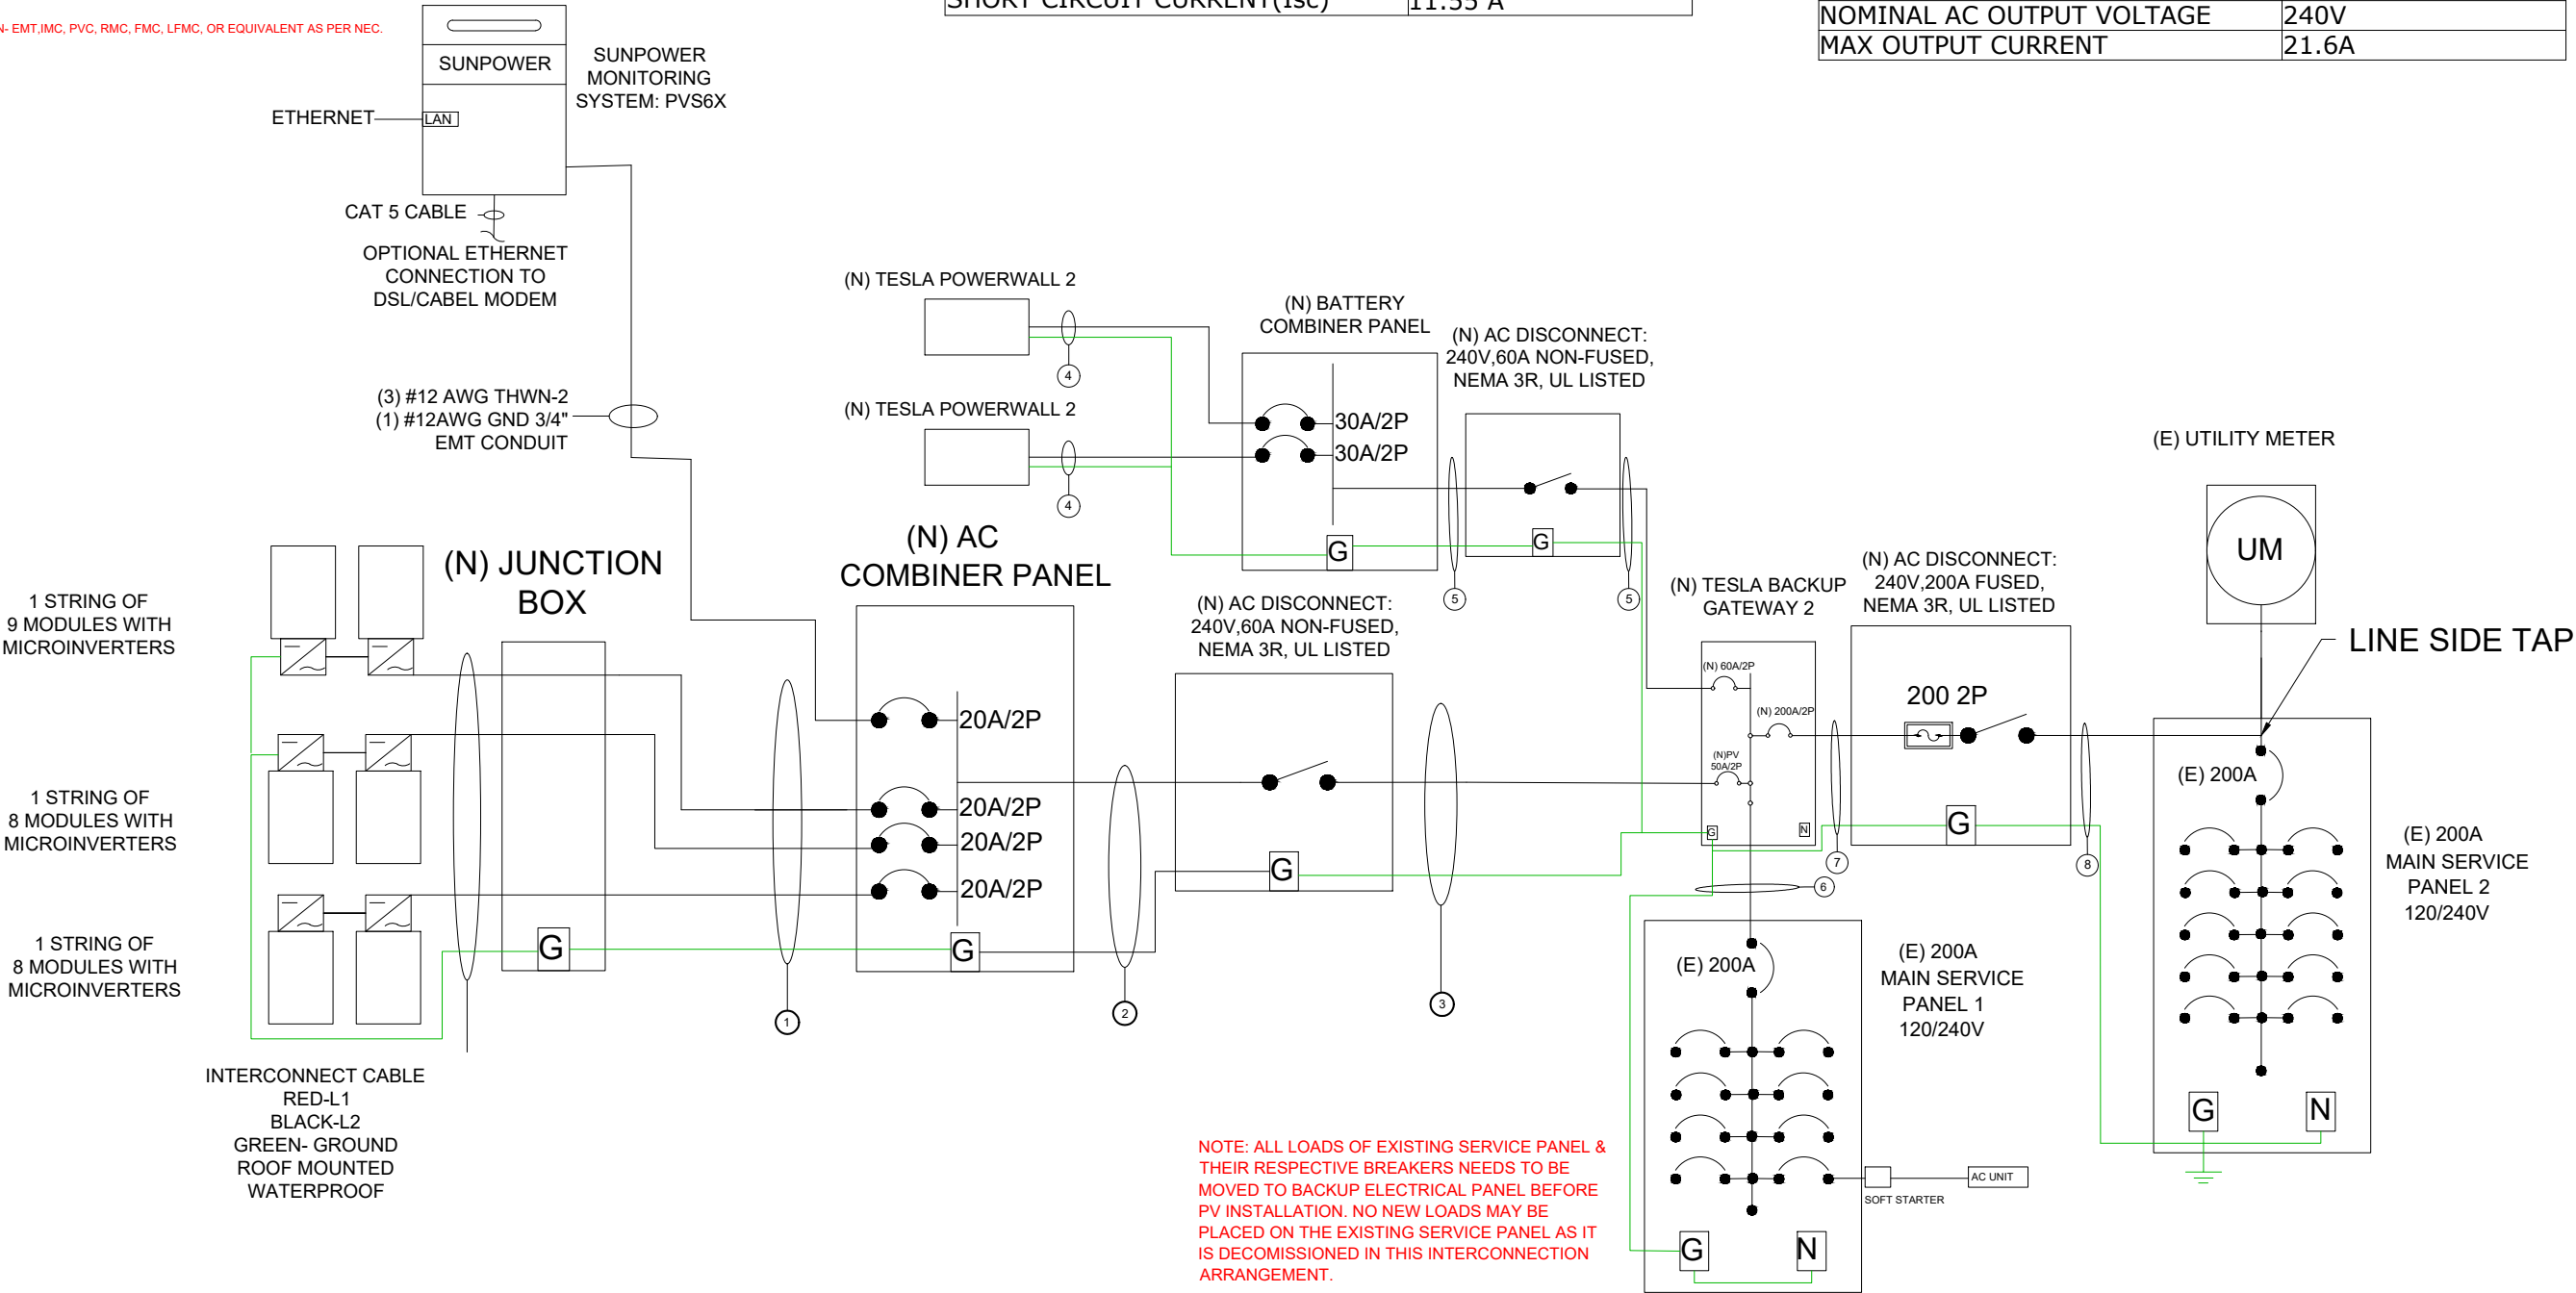 SHORT CIRCUIT CURRENT(Isc) 11.55 A
NOMINAL AC OUTPUT VOLTAGE 240V
MAX OUTPUT CURRENT 21.6A
N- EMT,IMC, PVC, RMC, FMC, LFMC, OR EQUIVALENT AS PER NEC.
SUNPOWER
SUNPOWER
MONITORING
SYSTEM: PVS6X
ETHERNET
LAN
CAT 5 CABLE
OPTIONAL ETHERNET
CONNECTION TO
DSL/CABEL MODEM
(3) #12 AWG THWN-2
(1) #12AWG GND 3/4"
EMT CONDUIT
(N) TESLA POWERWALL 2
4
(N) TESLA POWERWALL 2
4
(N) BATTERY
COMBINER PANEL
30A/2P
30A/2P
G
(N) AC DISCONNECT:
240V,60A NON-FUSED,
NEMA 3R, UL LISTED
G
5
5
(E) UTILITY METER
UM
LINE SIDE TAP
1 STRING OF
9 MODULES WITH
MICROINVERTERS
1 STRING OF
8 MODULES WITH
MICROINVERTERS
1 STRING OF
8 MODULES WITH
MICROINVERTERS
(N) JUNCTION
BOX
G
INTERCONNECT CABLE
RED-L1
BLACK-L2
GREEN- GROUND
ROOF MOUNTED
WATERPROOF
1
(N) AC
COMBINER PANEL
20A/2P
20A/2P
20A/2P
20A/2P
G
2
(N) AC DISCONNECT:
240V,60A NON-FUSED,
NEMA 3R, UL LISTED
G
3
(N) TESLA BACKUP
GATEWAY 2
(N) 60A/2P
(N) 200A/2P
(N)PV
50A/2P
G
N
6
7
(N) AC DISCONNECT:
240V,200A FUSED,
NEMA 3R, UL LISTED
200 2P
G
8
(E) 200A
(E) 200A
MAIN SERVICE
PANEL 2
120/240V
G
N
(E) 200A
(E) 200A
MAIN SERVICE
PANEL 1
120/240V
SOFT STARTER
AC UNIT
G
N
NOTE: ALL LOADS OF EXISTING SERVICE PANEL &
THEIR RESPECTIVE BREAKERS NEEDS TO BE
MOVED TO BACKUP ELECTRICAL PANEL BEFORE
PV INSTALLATION. NO NEW LOADS MAY BE
PLACED ON THE EXISTING SERVICE PANEL AS IT
IS DECOMISSIONED IN THIS INTERCONNECTION
ARRANGEMENT.